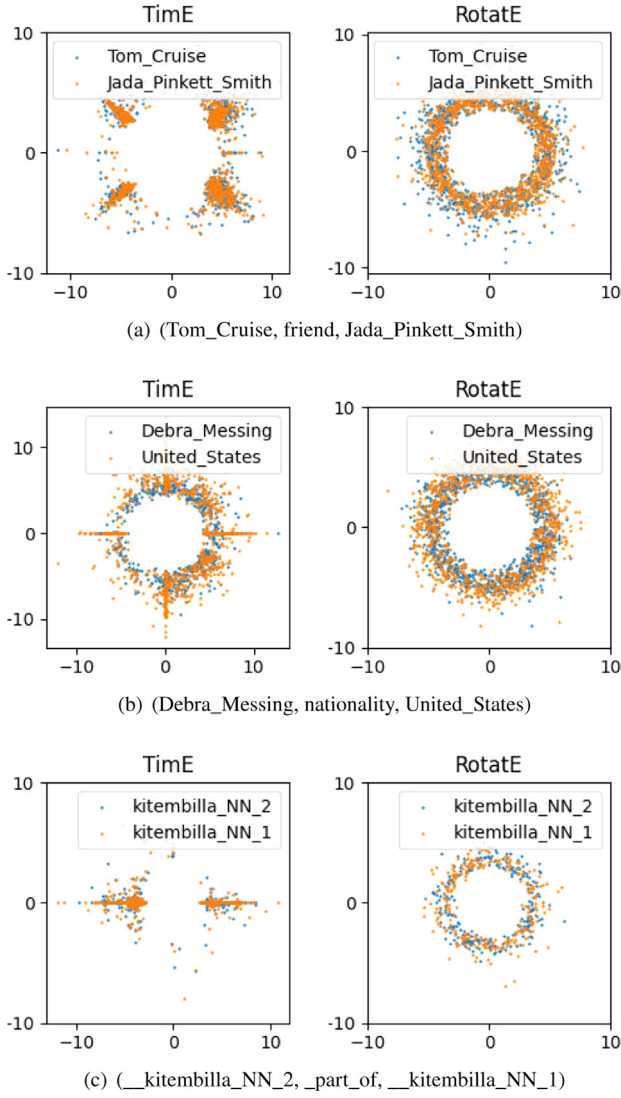 TimE
RotatE
10
Tom_Cruise
Jada_Pinkett_Smith
0
-10
-10
0
10
10
Tom_Cruise
Jada_Pinkett_Smith
0
-10
-10
0
10
(a) (Tom_Cruise, friend, Jada_Pinkett_Smith)
TimE
RotatE
10
Debra_Messing
United_States
0
-10
-10
0
10
10
Debra_Messing
United_States
0
-10
-10
0
10
(b) (Debra_Messing, nationality, United_States)
TimE
RotatE
10
kitembilla_NN_2
kitembilla_NN_1
0
-10
-10
0
10
10
kitembilla_NN_2
kitembilla_NN_1
0
-10
-10
0
10
(c) (__kitembilla_NN_2, _part_of, __kitembilla_NN_1)